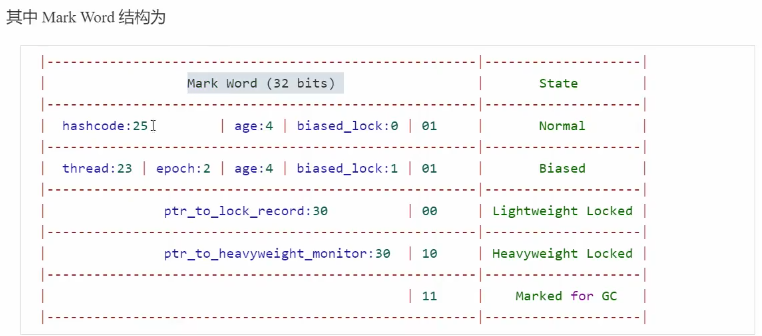 其中 Mark Word 结构为
|-------------------------------------------------------|--------------------|
| Mark Word (32 bits) | State |
|-------------------------------------------------------|--------------------|
| hashcode:25 | age:4 | biased_lock:0 | 01 | Normal |
|-------------------------------------------------------|--------------------|
| thread:23 | epoch:2 | age:4 | biased_lock:1 | 01 | Biased |
|-------------------------------------------------------|--------------------|
| ptr_to_lock_record:30 | 00 | Lightweight Locked |
|-------------------------------------------------------|--------------------|
| ptr_to_heavyweight_monitor:30 | 10 | Heavyweight Locked |
|-------------------------------------------------------|--------------------|
| | 11 | Marked for GC |
|-------------------------------------------------------|--------------------|